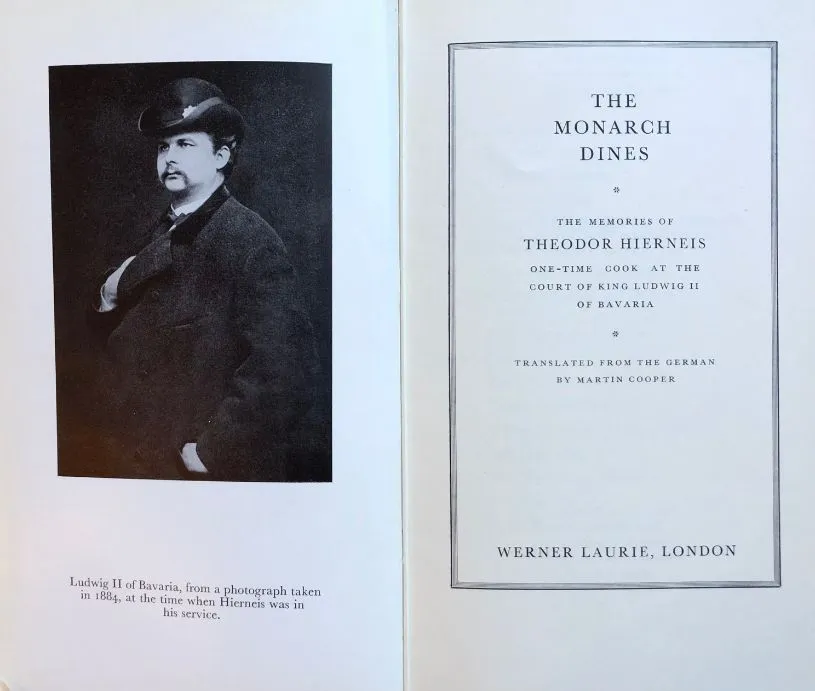 Ludwig II of Bavaria, from a photograph taken
in 1884, at the time when Hierneis was in
his service.
THE
MONARCH
DINES
*
THE MEMORIES OF
THEODOR HIERNEIS
ONE-TIME COOK AT THE
COURT OF KING LUDWIG II
OF BAVARIA
*
TRANSLATED FROM THE GERMAN
BY MARTIN COOPER
WERNER LAURIE, LONDON